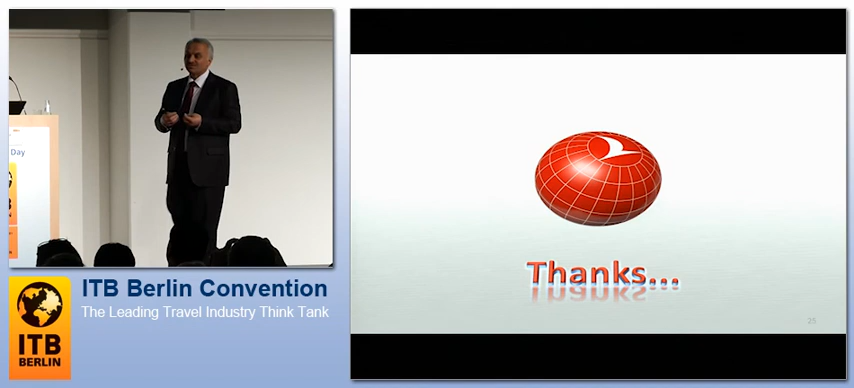 Day
ITB Berlin Convention
The Leading Travel Industry Think Tank
ITB
BERLIN
Thanks...
25